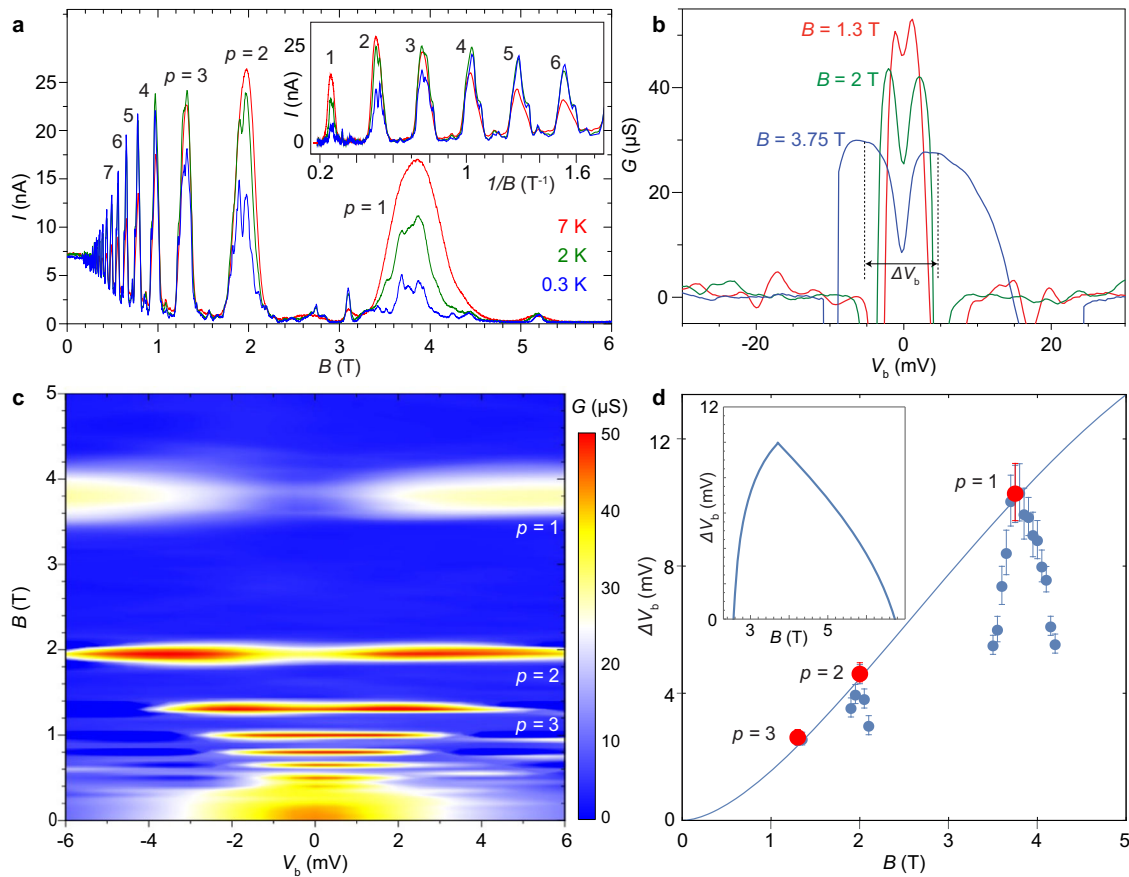 a
I (nA)
25
20
15
10
5
0
0
1
2
3
4
5
6
B (T)
7
6
5
4
p = 3
p = 2
p = 1
7 K
2 K
0.3 K
I (nA)
25
0
1
2
3
4
5
6
0.2
0.6
1
1.6
1/B (T⁻¹)
b
B = 1.3 T
B = 2 T
B = 3.75 T
G (µS)
60
40
20
0
ΔVb
-20
0
20
Vb (mV)
c
B (T)
5
4
3
2
1
0
p = 1
p = 2
p = 3
-6
-4
-2
0
2
4
6
Vb (mV)
G (µS)
50
40
30
20
10
0
d
ΔVb (mV)
12
8
4
0
0
1
2
3
4
5
B (T)
p = 1
p = 2
p = 3
ΔVb (mV)
12
0
3
5
B (T)